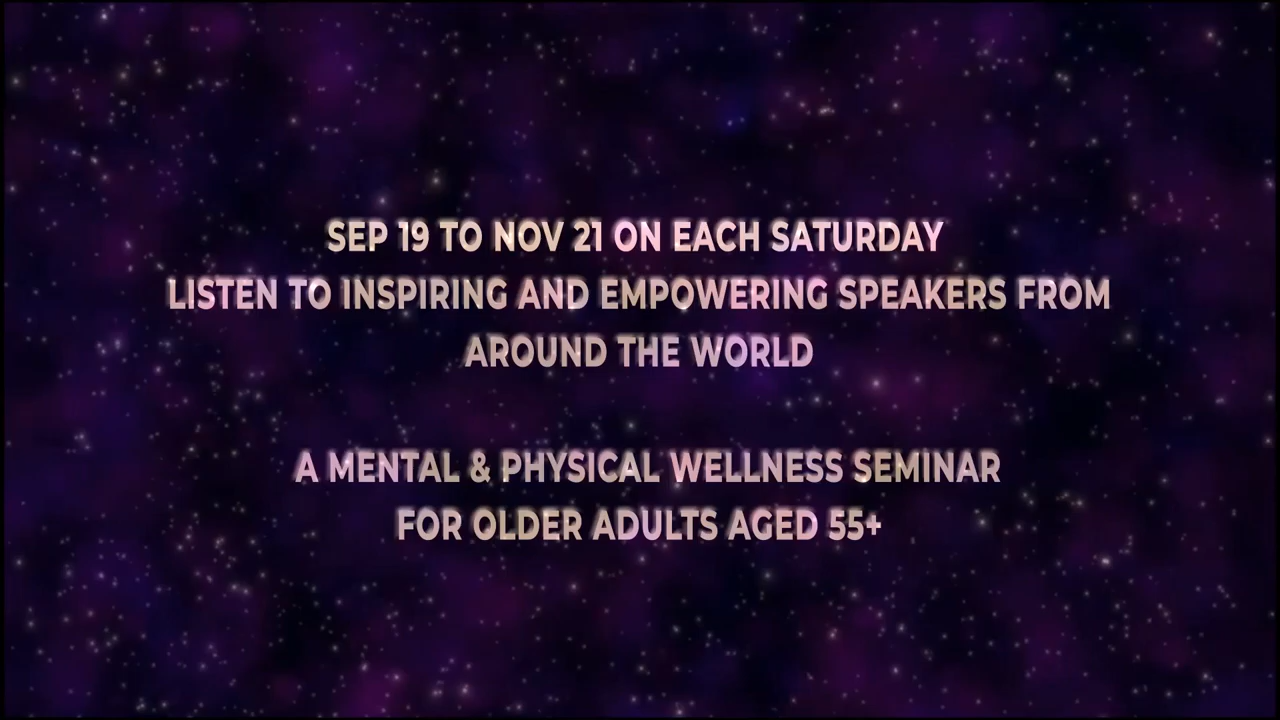 SEP 19 TO NOV 21 ON EACH SATURDAY
LISTEN TO INSPIRING AND EMPOWERING SPEAKERS FROM
AROUND THE WORLD
A MENTAL & PHYSICAL WELLNESS SEMINAR
FOR OLDER ADULTS AGED 55+